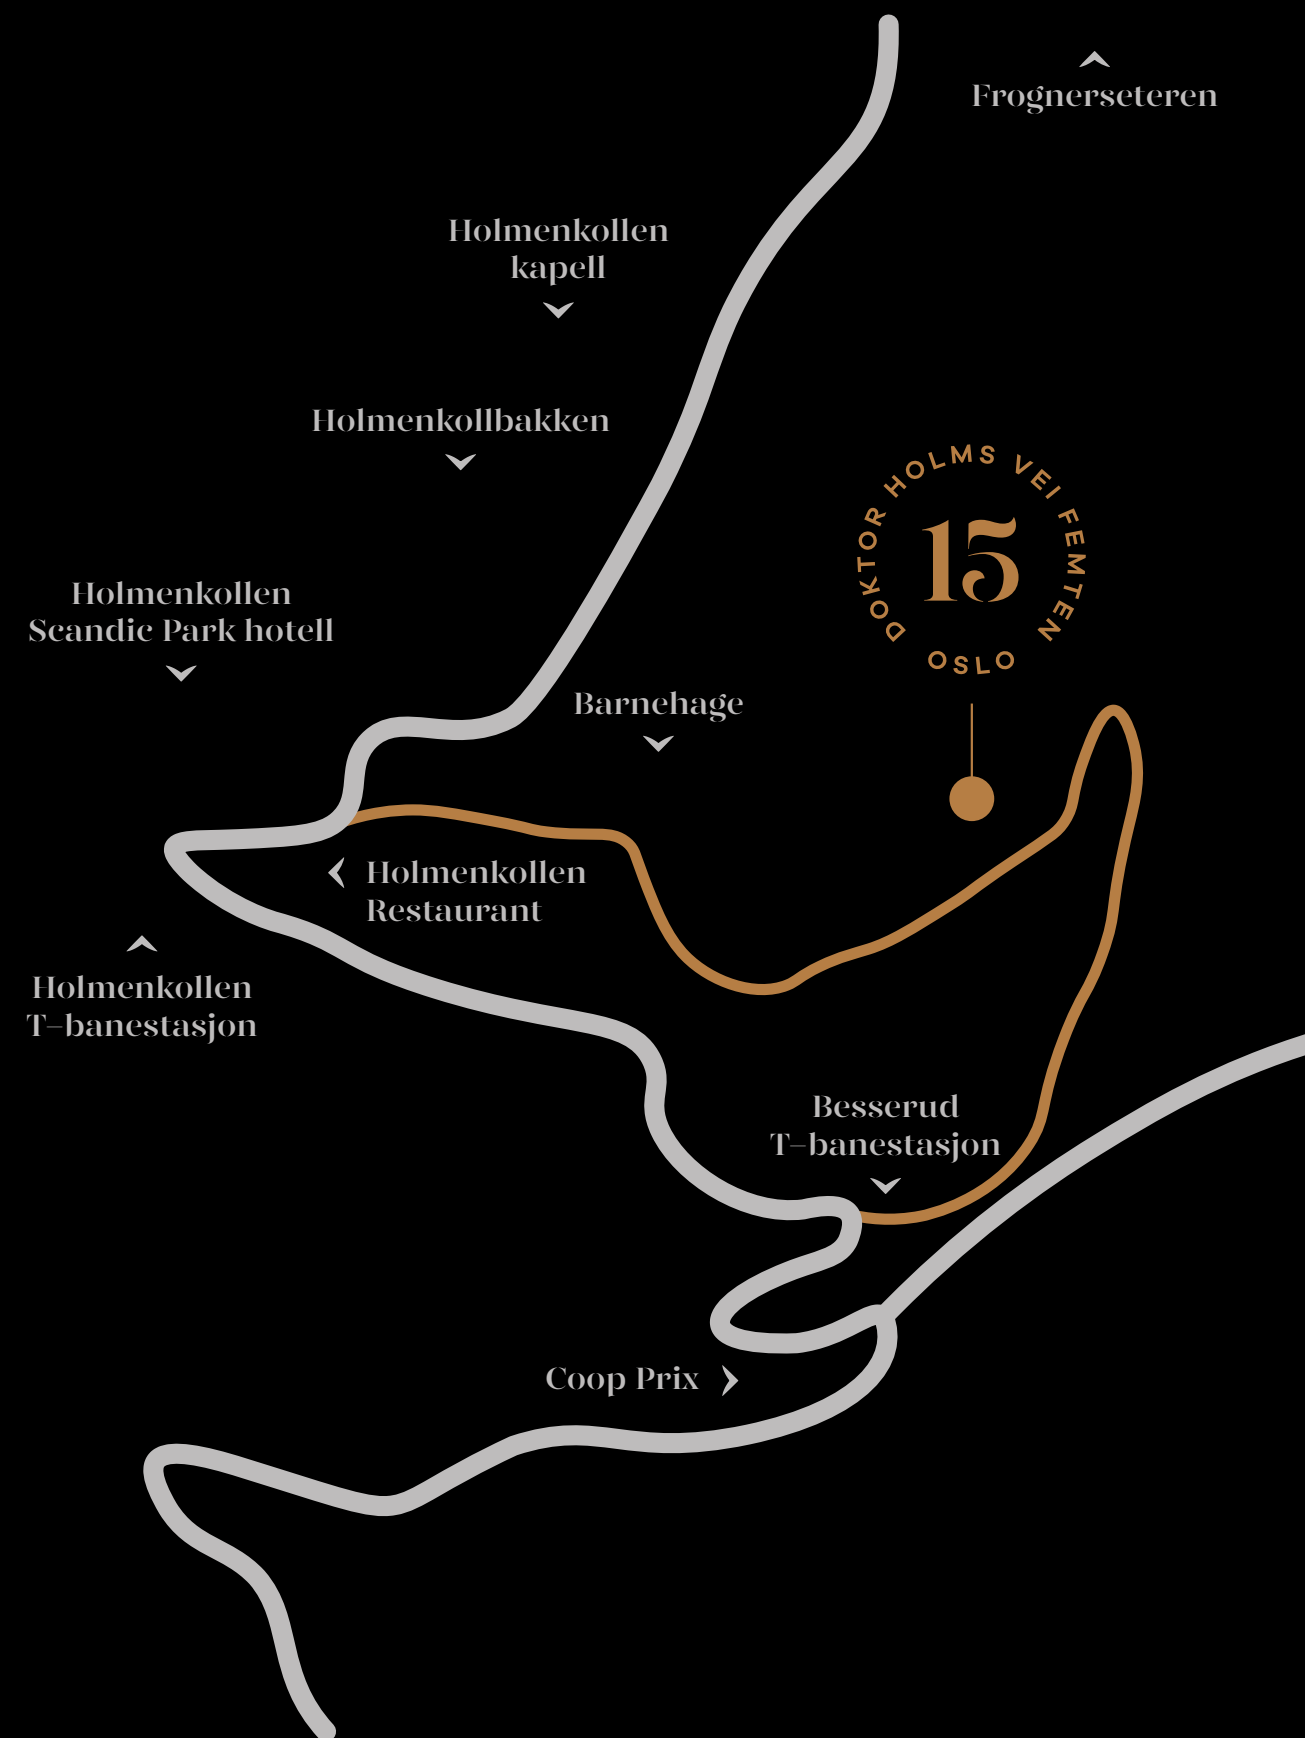 Frognerseteren
Holmenkollen
kapell
Holmenkollbakken
DOKTOR HOLMS VEI FEMTEN
15
OSLO
Holmenkollen
Scandic Park hotell
Barnehage
Holmenkollen
Restaurant
Holmenkollen
T–banestasjon
Besserud
T–banestasjon
Coop Prix